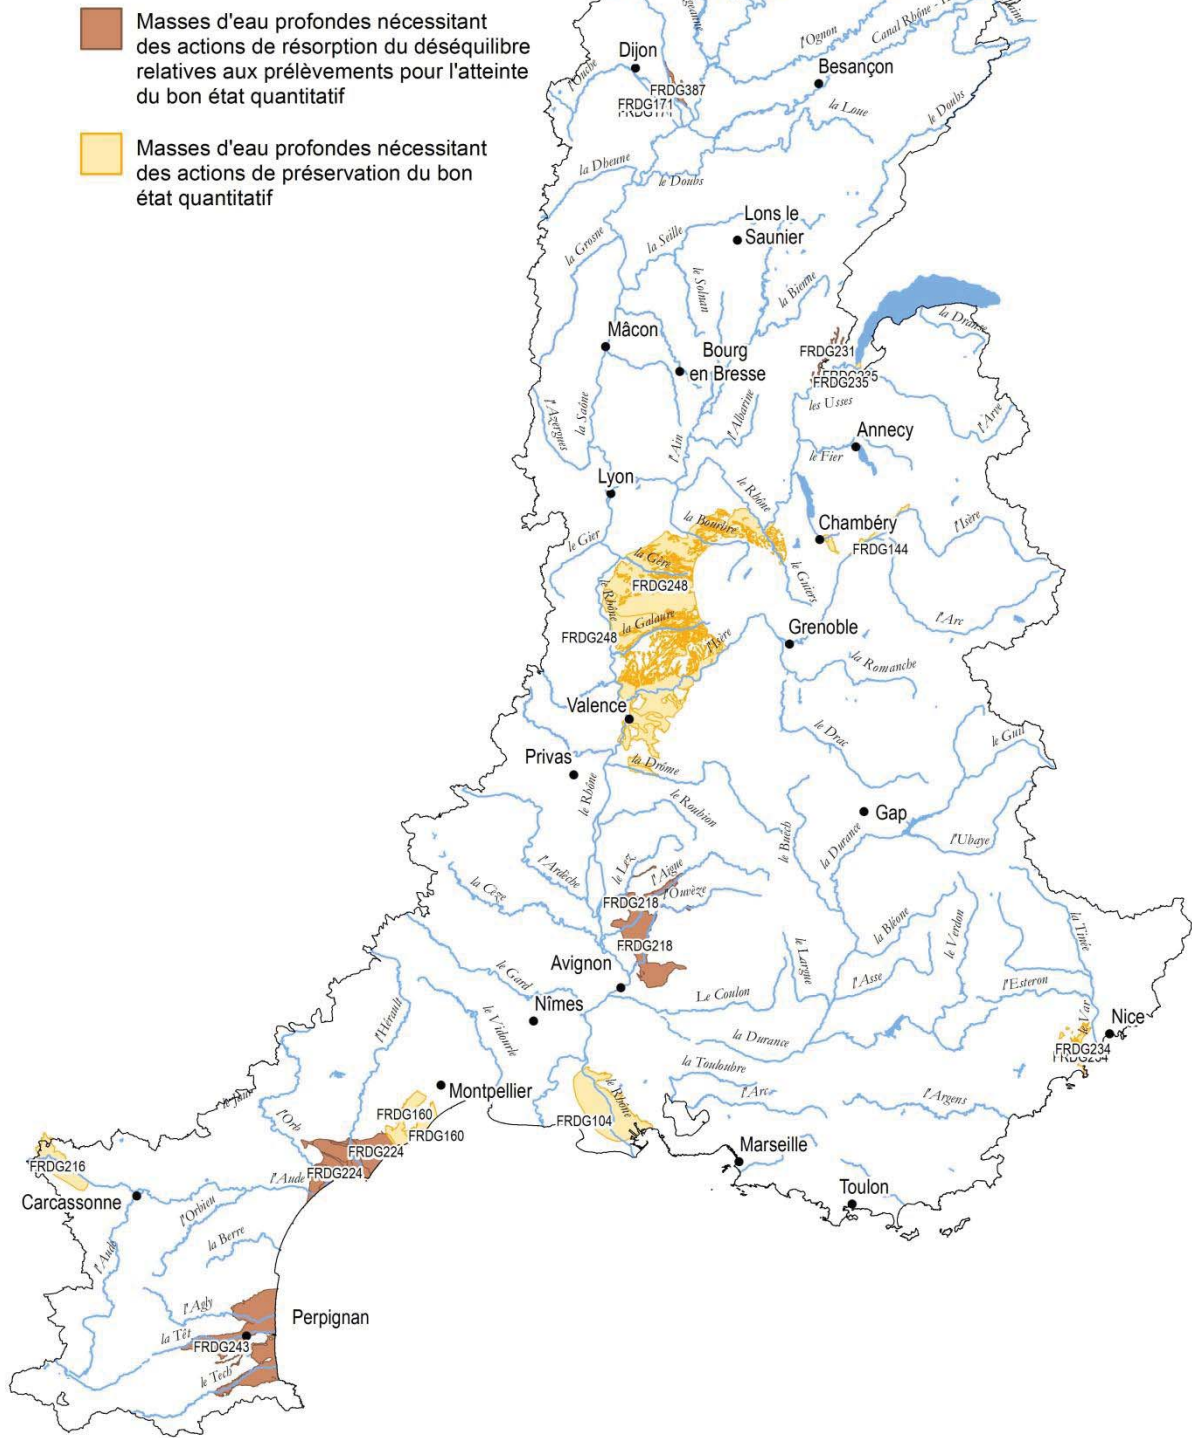 Masses d'eau profondes nécessitant
des actions de résorption du déséquilibre
relatives aux prélèvements pour l'atteinte
du bon état quantitatif
Masses d'eau profondes nécessitant
des actions de préservation du bon
état quantitatif
l'Ognon
Canal Rhône -
Dijon
Besançon
l'Ouche
FRDG387
FRDG171
FRDG171
la Loue
le Doubs
la Dheune
le Doubs
Lons le
Saunier
la Grosne
la Seille
le Solnan
la Bienne
la Dranse
Mâcon
Bourg
en Bresse
FRDG231
FRDG235
FRDG235
les Usses
l'Azergues
la Saône
l'Ain
l'Albarine
l'Arve
Annecy
le Fier
Lyon
le Rhône
la Bourbre
Chambéry
l'Isère
FRDG144
le Gier
la Gère
FRDG248
le Guiers
le Rhône
la Galaure
FRDG248
l'Isère
Grenoble
l'Arc
la Romanche
Valence
le Drac
le Guil
Privas
la Drôme
le Rhône
le Roubion
le Buëch
Gap
la Durance
l'Ubaye
l'Ardèche
le Lez
l'Aigue
la Cèze
l'Ouvèze
FRDG218
FRDG218
la Bléone
le Verdon
la Tinée
Avignon
le Largue
le Gard
Le Coulon
l'Asse
l'Esteron
Nîmes
le Vidourle
l'Hérault
la Durance
le Var
Nice
FRDG234
FRDG234
la Touloubre
Montpellier
le Rhône
l'Arc
l'Argens
FRDG160
FRDG104
le Jaur
l'Orb
FRDG160
FRDG224
Marseille
FRDG216
FRDG224
l'Aude
Toulon
Carcassonne
l'Orbieu
l'Aude
la Berre
l'Agly
Perpignan
la Têt
FRDG243
le Tech